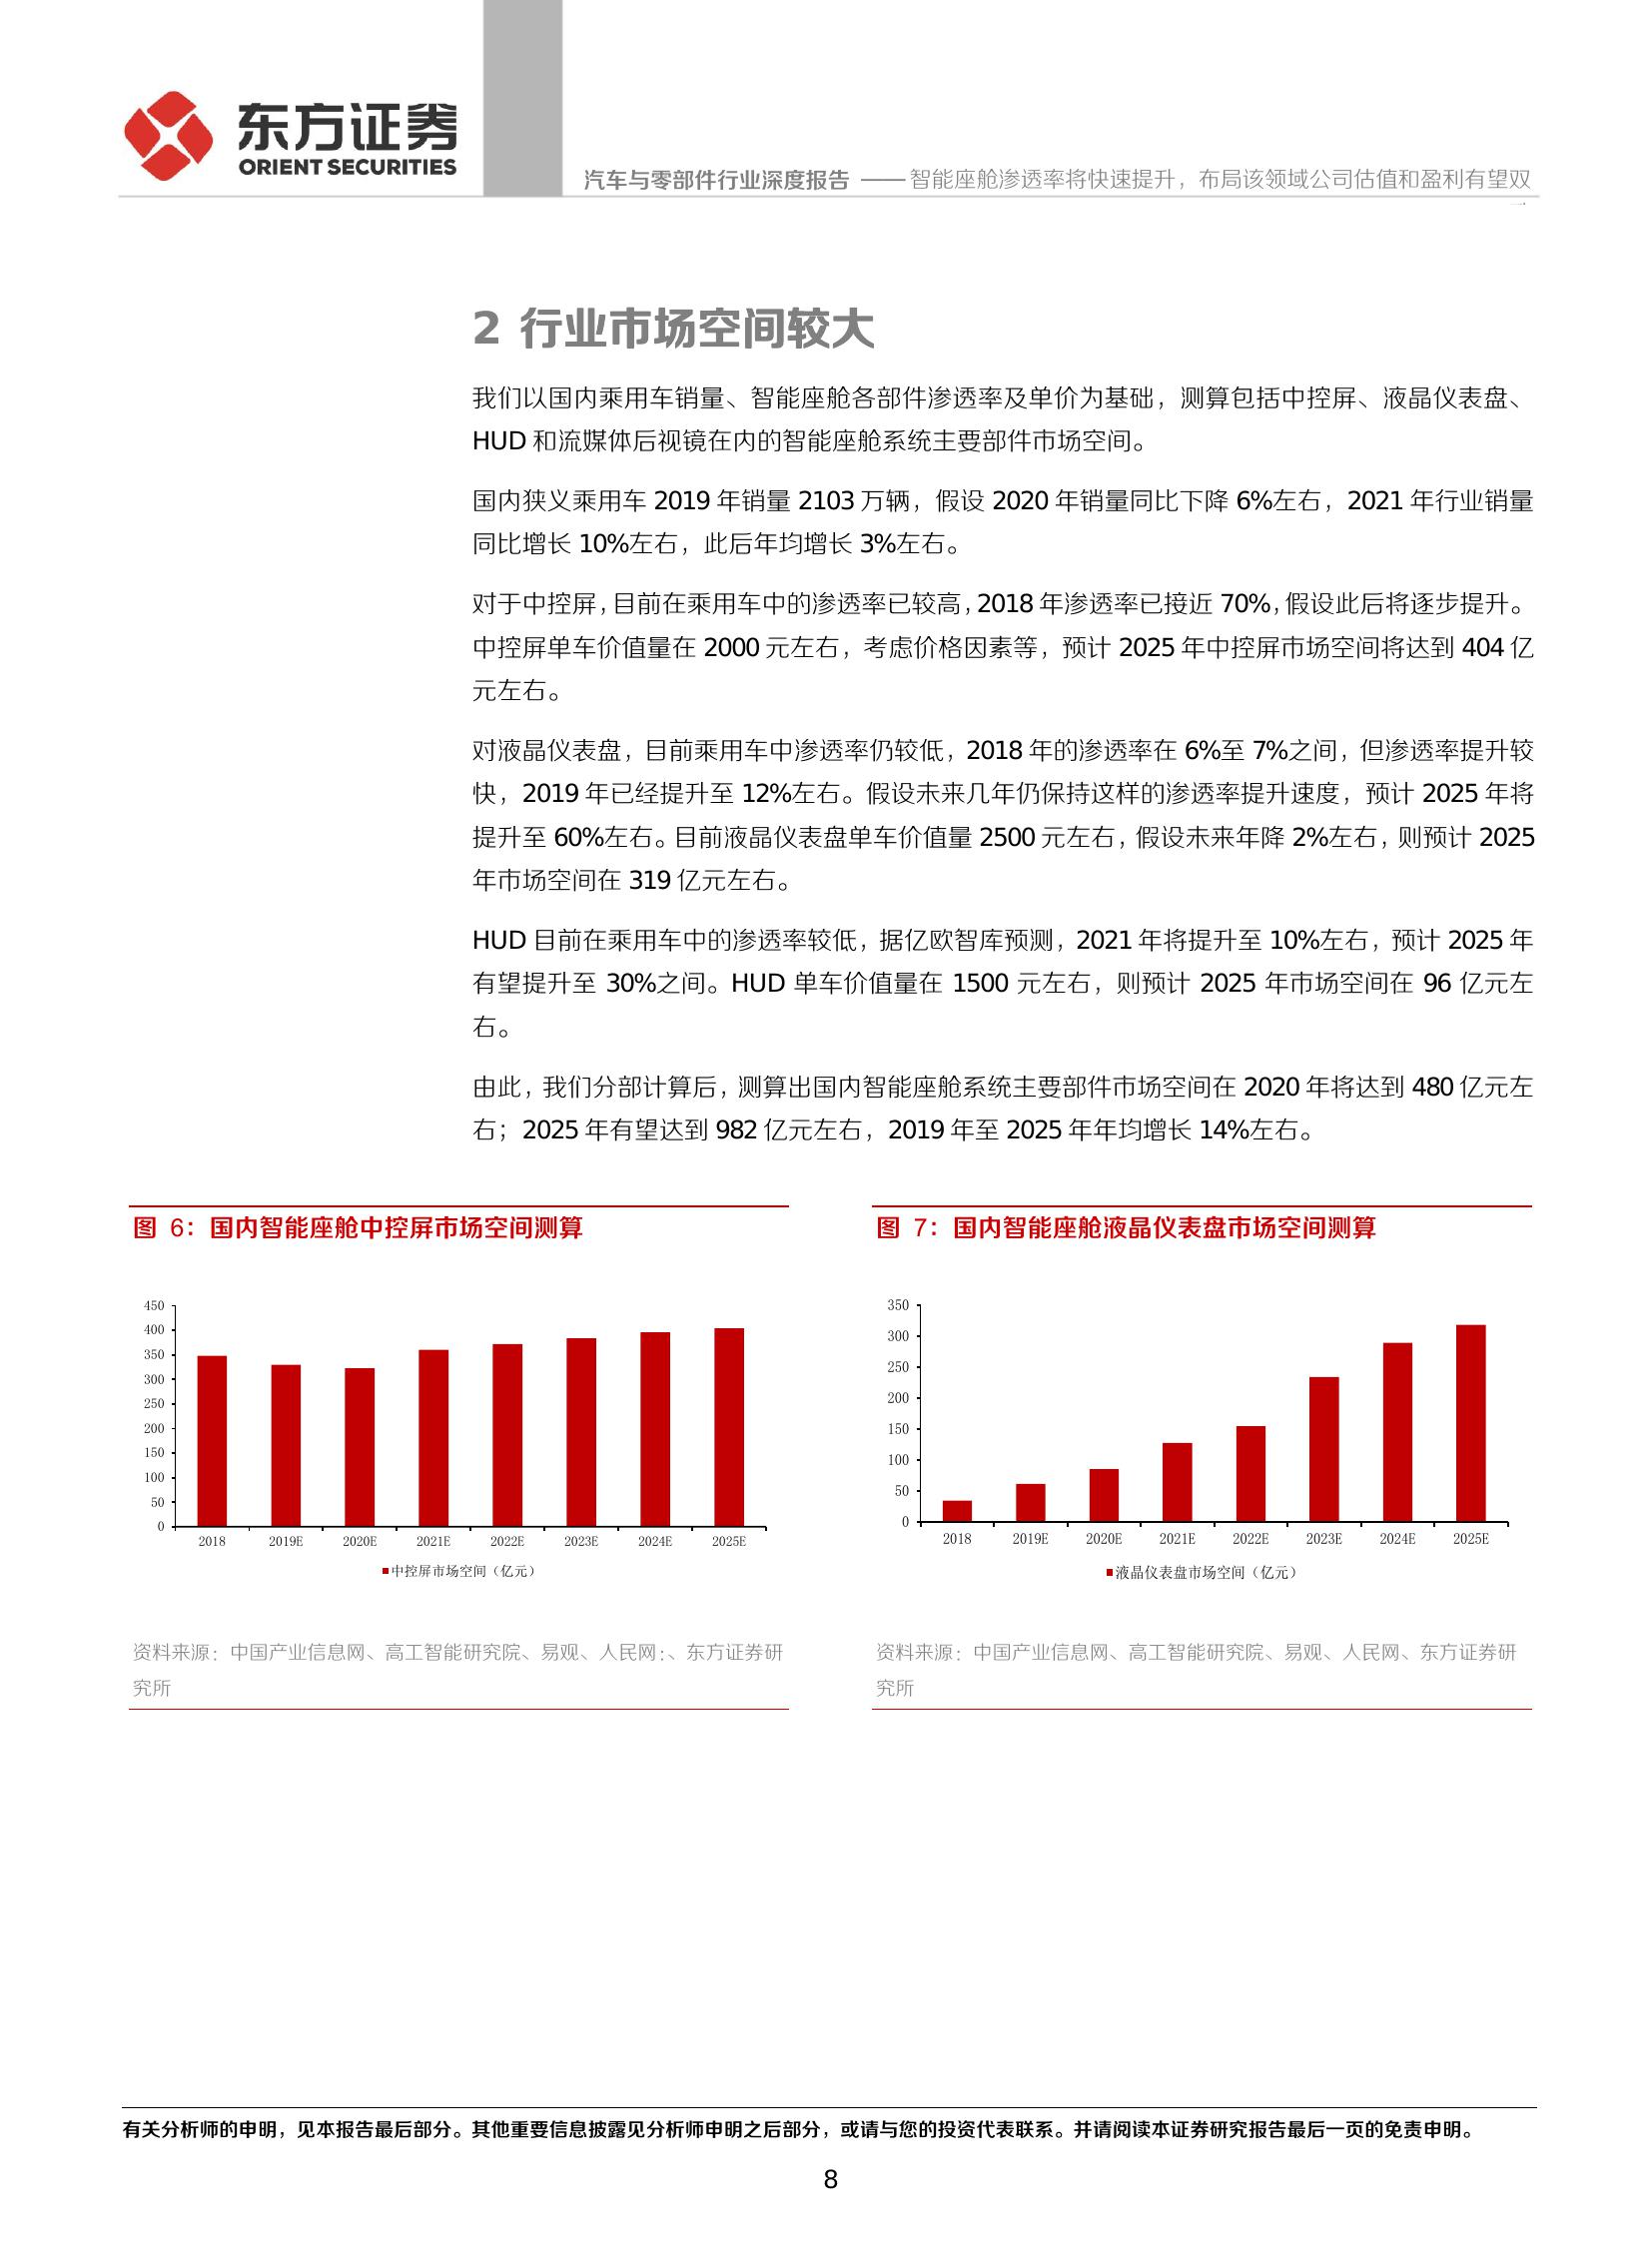 东方证券
ORIENT SECURITIES
汽车与零部件行业深度报告 —— 智能座舱渗透率将快速提升，布局该领域公司估值和盈利有望双
2 行业市场空间较大
我们以国内乘用车销量、智能座舱各部件渗透率及单价为基础，测算包括中控屏、液晶仪表盘、
HUD 和流媒体后视镜在内的智能座舱系统主要部件市场空间。
国内狭义乘用车 2019 年销量 2103 万辆，假设 2020 年销量同比下降 6%左右，2021 年行业销量
同比增长 10%左右，此后年均增长 3%左右。
对于中控屏，目前在乘用车中的渗透率已较高，2018 年渗透率已接近 70%，假设此后将逐步提升。
中控屏单车价值量在 2000 元左右，考虑价格因素等，预计 2025 年中控屏市场空间将达到 404 亿
元左右。
对液晶仪表盘，目前乘用车中渗透率仍较低，2018 年的渗透率在 6%至 7%之间，但渗透率提升较
快，2019 年已经提升至 12%左右。假设未来几年仍保持这样的渗透率提升速度，预计 2025 年将
提升至 60%左右。目前液晶仪表盘单车价值量 2500 元左右，假设未来年降 2%左右，则预计 2025
年市场空间在 319 亿元左右。
HUD 目前在乘用车中的渗透率较低，据亿欧智库预测，2021 年将提升至 10%左右，预计 2025 年
有望提升至 30%之间。HUD 单车价值量在 1500 元左右，则预计 2025 年市场空间在 96 亿元左
右。
由此，我们分部计算后，测算出国内智能座舱系统主要部件市场空间在 2020 年将达到 480 亿元左
右；2025 年有望达到 982 亿元左右，2019 年至 2025 年年均增长 14%左右。
图 6：国内智能座舱中控屏市场空间测算
450
400
350
300
250
200
150
100
50
0
2018 2019E 2020E 2021E 2022E 2023E 2024E 2025E
中控屏市场空间（亿元）
资料来源：中国产业信息网、高工智能研究院、易观、人民网:、东方证券研
究所
图 7：国内智能座舱液晶仪表盘市场空间测算
350
300
250
200
150
100
50
0
2018 2019E 2020E 2021E 2022E 2023E 2024E 2025E
液晶仪表盘市场空间（亿元）
资料来源：中国产业信息网、高工智能研究院、易观、人民网、东方证券研
究所
有关分析师的申明，见本报告最后部分。其他重要信息披露见分析师申明之后部分，或请与您的投资代表联系。并请阅读本证券研究报告最后一页的免责申明。
8